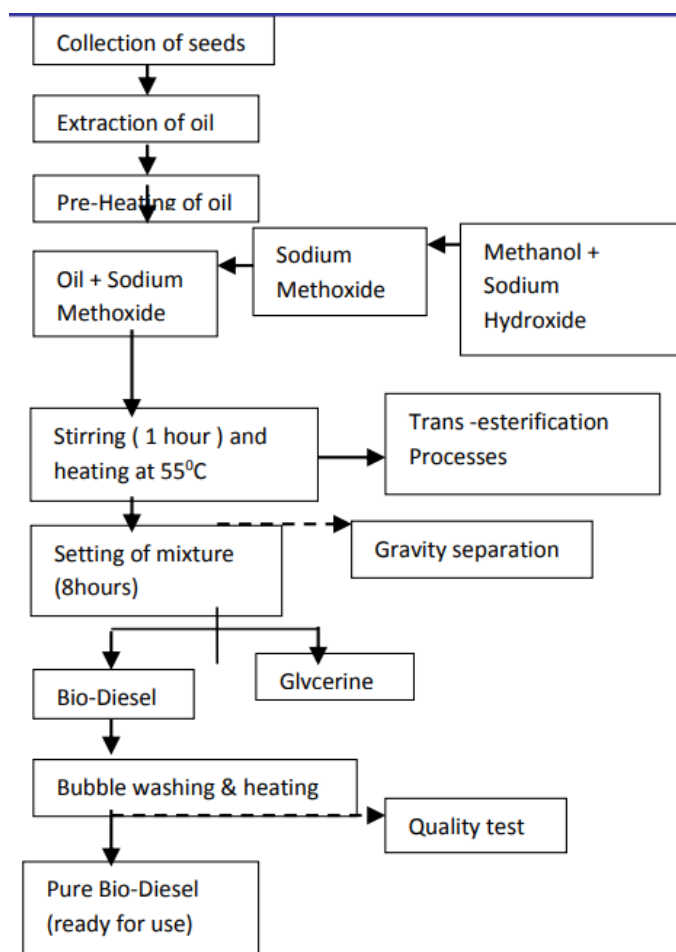 Collection of seeds
Extraction of oil
Pre-Heating of oil
Oil + Sodium
Methoxide
Sodium
Methoxide
Methanol +
Sodium
Hydroxide
Stirring ( 1 hour ) and
heating at 55⁰C
Trans -esterification
Processes
Setting of mixture
(8hours)
Gravity separation
Bio-Diesel
Glycerine
Bubble washing & heating
Quality test
Pure Bio-Diesel
(ready for use)